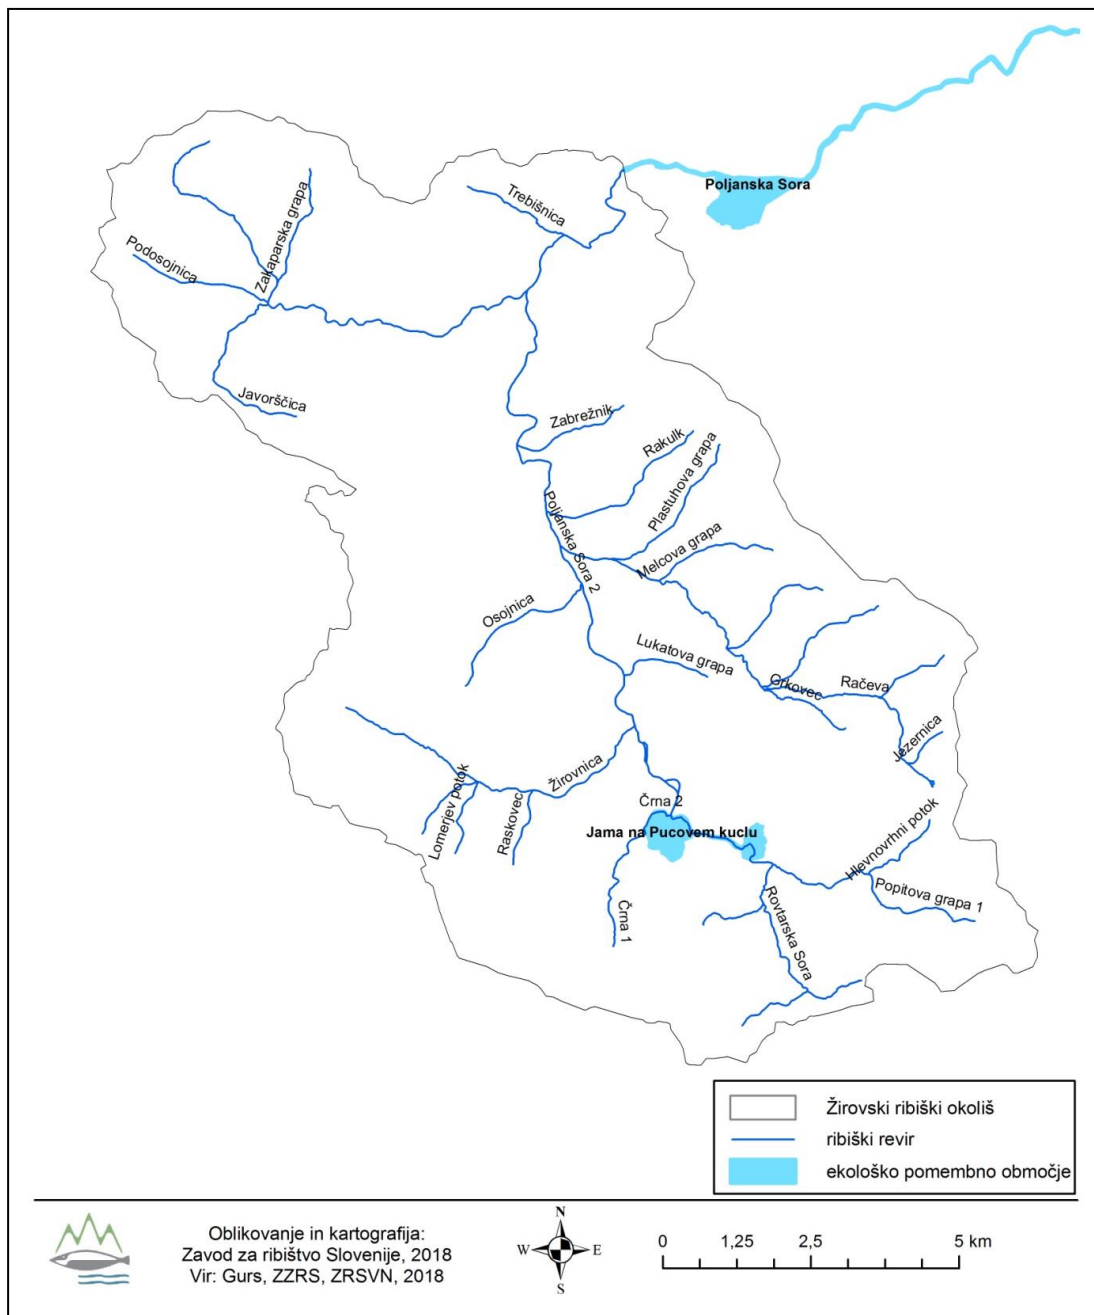 Poljanska Sora
Trebišnica
Zakaparska grapa
Podosojnica
Javorščica
Zabrežnik
Rakulk
Plastuhova grapa
Poljanska Sora 2
Melcova grapa
Osojnica
Lukatova grapa
Grkovec
Račeva
Jezernica
Žirovnica
Lomerjev potok
Raskovec
Črna 2
Jama na Pucovem kuclu
Hlevnovrhni potok
Popitova grapa 1
Črna 1
Rovtarska Sora
Žirovski ribiški okoliš
ribiški revir
ekološko pomembno območje
Oblikovanje in kartografija:
Zavod za ribištvo Slovenije, 2018
Vir: Gurs, ZZRS, ZRSVN, 2018
N
W E
S
0 1,25 2,5 5 km